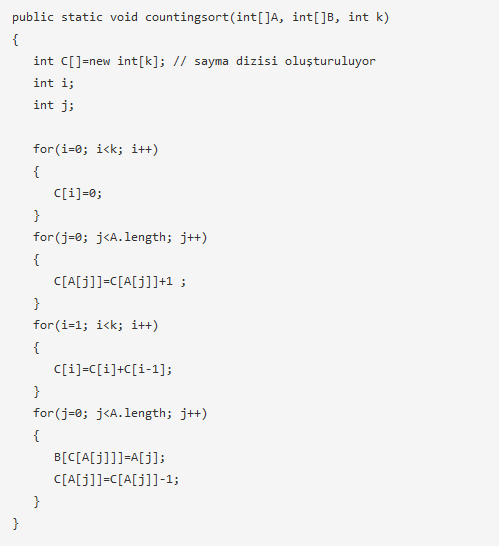 public static void countingsort(int[]A, int[]B, int k)
{
   int C[]=new int[k]; // sayma dizisi oluşturuluyor
   int i;
   int j;

   for(i=0; i<k; i++)
   {
      C[i]=0;
   }
   for(j=0; j<A.length; j++)
   {
      C[A[j]]=C[A[j]]+1 ;
   }
   for(i=1; i<k; i++)
   {
      C[i]=C[i]+C[i-1];
   }
   for(j=0; j<A.length; j++)
   {
      B[C[A[j]]]=A[j];
      C[A[j]]=C[A[j]]-1;
   }
}